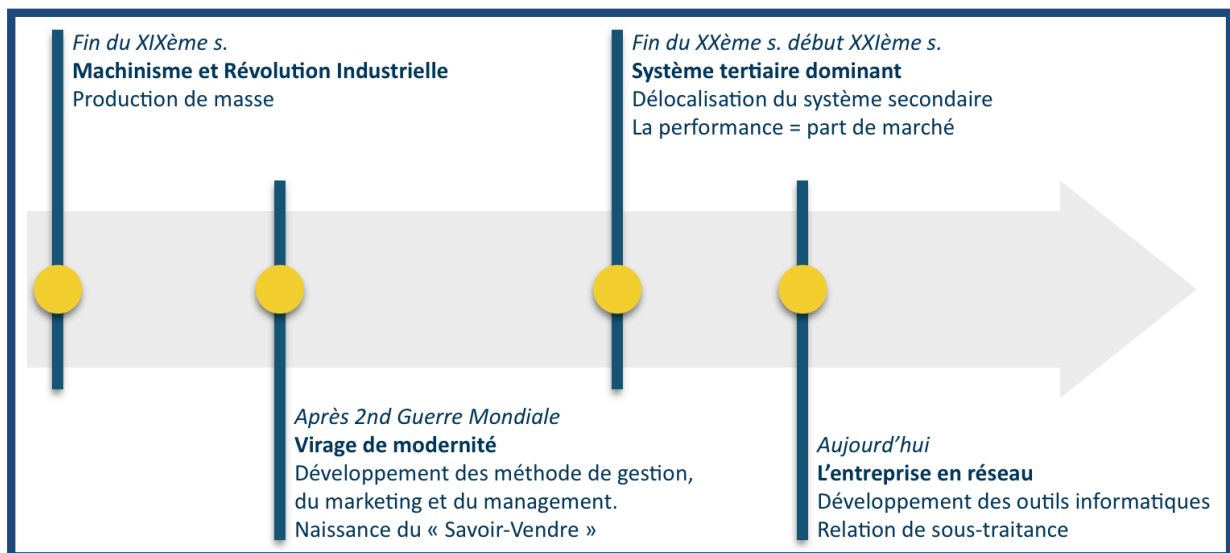 Fin du XIXème s.
Machinisme et Révolution Industrielle
Production de masse
Après 2nd Guerre Mondiale
Virage de modernité
Développement des méthode de gestion,
du marketing et du management.
Naissance du « Savoir-Vendre »
Fin du XXème s. début XXIème s.
Système tertiaire dominant
Délocalisation du système secondaire
La performance = part de marché
Aujourd’hui
L’entreprise en réseau
Développement des outils informatiques
Relation de sous-traitance